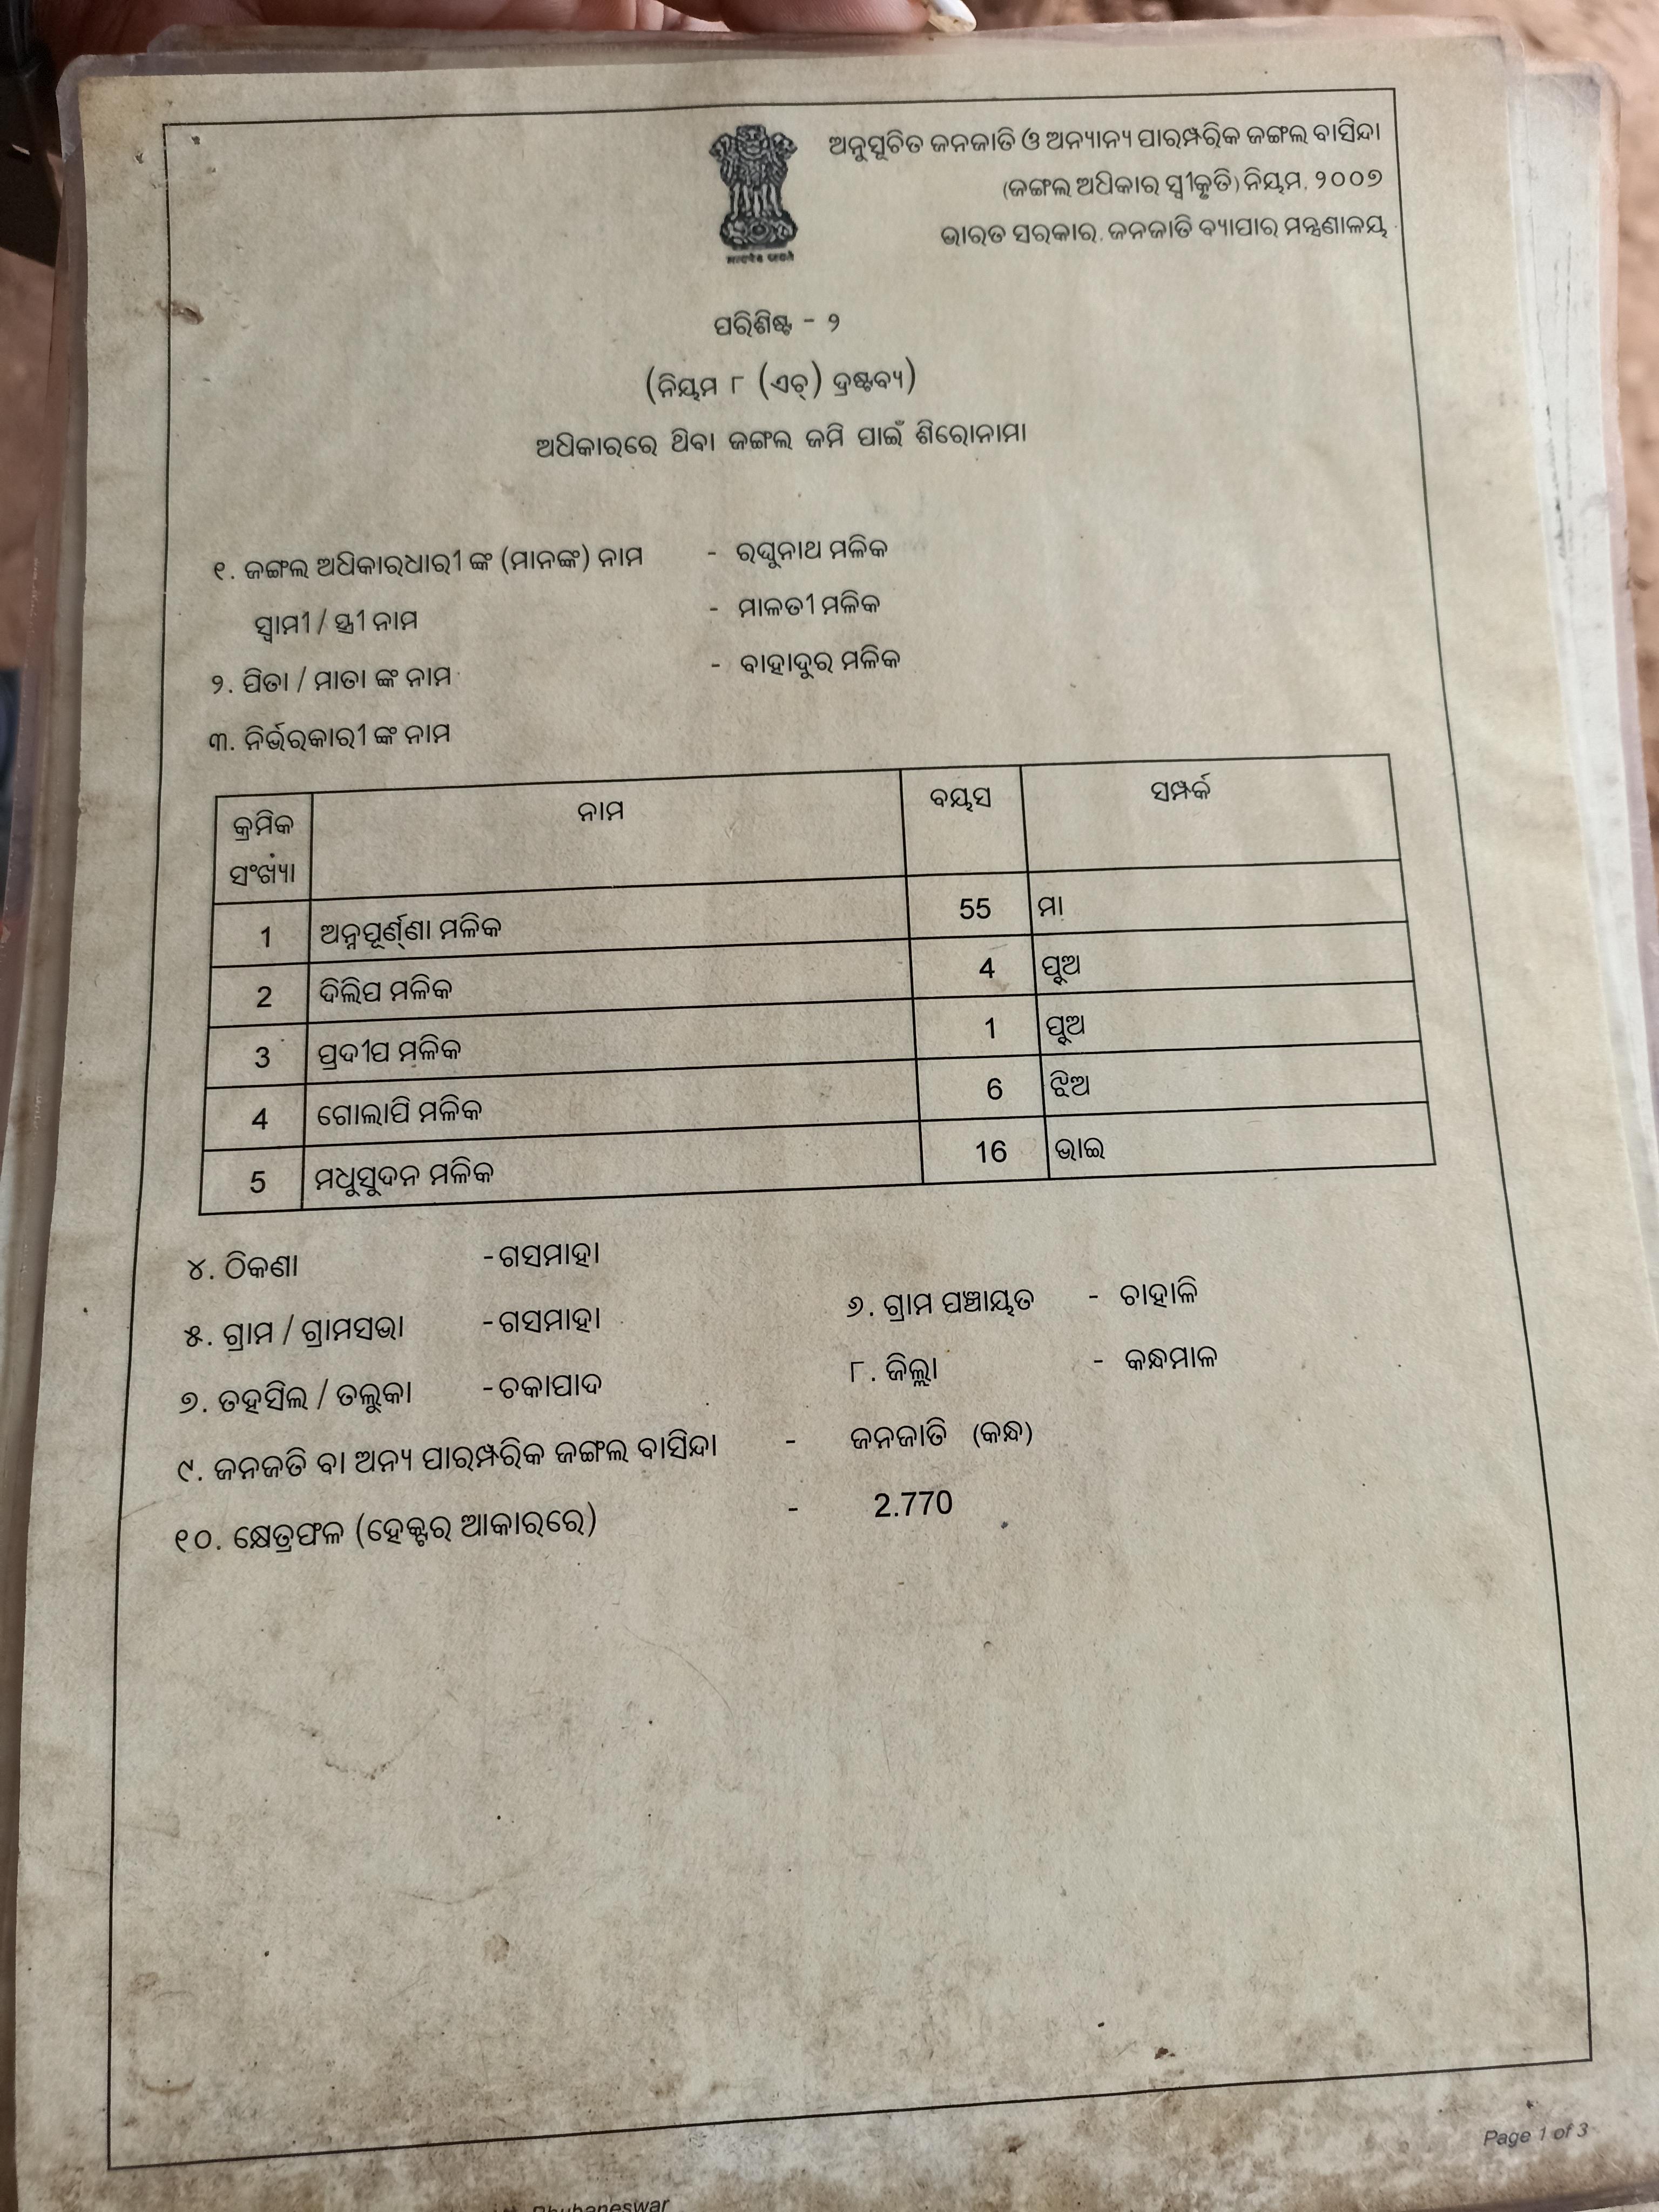 ଅନୁସୂଚିତ ଜନଜାତି ଓ ଅନ୍ୟାନ୍ୟ ପାରମ୍ପରିକ ଜଙ୍ଗଲ ବାସିନ୍ଦା
(ଜଙ୍ଗଲ ଅଧିକାର ସ୍ୱୀକୃତି) ନିୟମ, ୨୦୦୭
ଭାରତ ସରକାର, ଜନଜାତି ବ୍ୟାପାର ମନ୍ତ୍ରଣାଳୟ
ପରିଶିଷ୍ଟ - ୨
(ନିୟମ ୮ (ଏଚ୍) ଦ୍ରଷ୍ଟବ୍ୟ)
ଅଧିକାରରେ ଥିବା ଜଙ୍ଗଲ ଜମି ପାଇଁ ଶିରୋନାମା
୧. ଜଙ୍ଗଲ ଅଧିକାରଧାରୀ ଙ୍କ (ମାନଙ୍କ) ନାମ - ରଘୁନାଥ ମଳିକ
ସ୍ୱାମୀ / ସ୍ତ୍ରୀ ନାମ - ମାଳତୀ ମଳିକ
୨. ପିତା / ମାତା ଙ୍କ ନାମ - ବାହାଦୁର ମଳିକ
୩. ନିର୍ଭରକାରୀ ଙ୍କ ନାମ
କ୍ରମିକ ସଂଖ୍ୟା ନାମ ବୟସ ସମ୍ପର୍କ
1 ଅନ୍ନପୂର୍ଣ୍ଣା ମଳିକ 55 ମା
2 ଦିଲିପ ମଳିକ 4 ପୁଅ
3 ପ୍ରଦୀପ ମଳିକ 1 ପୁଅ
4 ଗୋଲାପି ମଳିକ 6 ଝିଅ
5 ମଧୁସୁଦନ ମଳିକ 16 ଭାଇ
୪. ଠିକଣା - ଗସମାହା
୫. ଗ୍ରାମ / ଗ୍ରାମସଭା - ଗସମାହା ୬. ଗ୍ରାମ ପଞ୍ଚାୟତ - ଚାହାଳି
୭. ତହସିଲ / ତଲୁକା - ଚକାପାଦ ୮. ଜିଲ୍ଲା - କନ୍ଧମାଳ
୯. ଜନଜତି ବା ଅନ୍ୟ ପାରମ୍ପରିକ ଜଙ୍ଗଲ ବାସିନ୍ଦା - ଜନଜାତି (କନ୍ଧ)
୧୦. କ୍ଷେତ୍ରଫଳ (ହେକ୍ଟର ଆକାରରେ) - 2.770
Page 1 of 3
Bhubaneswar